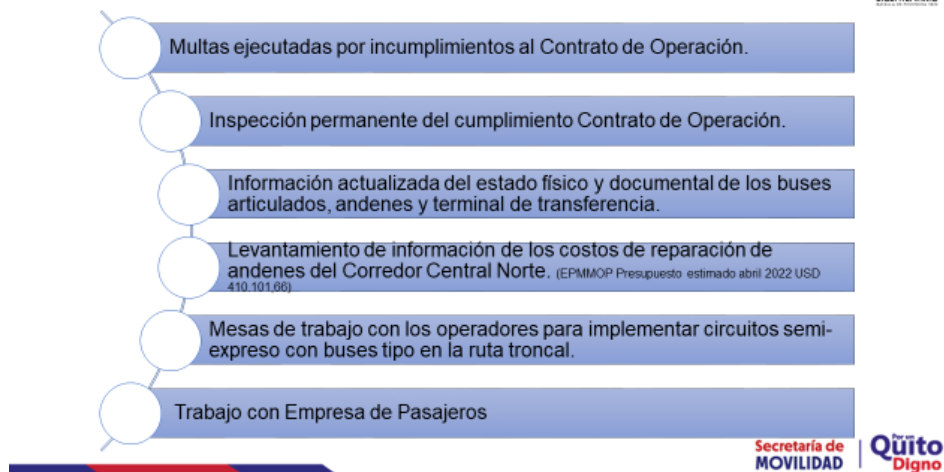 Multas ejecutadas por incumplimientos al Contrato de Operación.
Inspección permanente del cumplimiento Contrato de Operación.
Información actualizada del estado físico y documental de los buses
articulados, andenes y terminal de transferencia.
Levantamiento de información de los costos de reparación de
andenes del Corredor Central Norte. (EPMMOP Presupuesto estimado abril 2022 USD
410.101,66)
Mesas de trabajo con los operadores para implementar circuitos semi-
expreso con buses tipo en la ruta troncal.
Trabajo con Empresa de Pasajeros
Secretaría de
MOVILIDAD
Por un
Quito
Digno